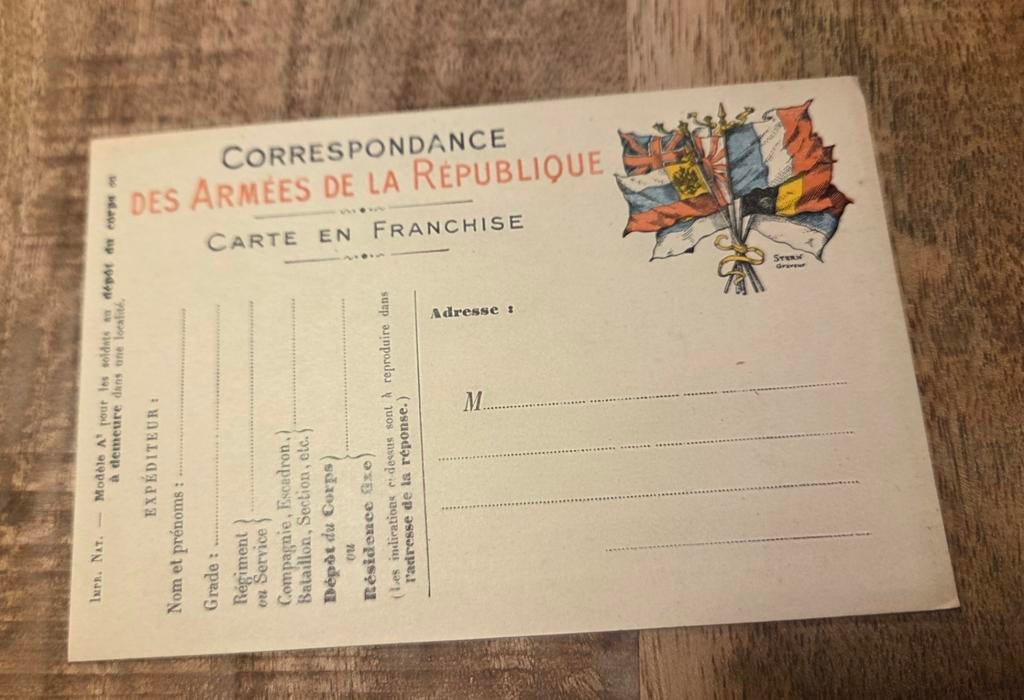 CORRESPONDANCE
DES ARMÉES DE LA RÉPUBLIQUE
CARTE EN FRANCHISE
STERN
Graveur
IMPR. NAT. — Modèle A¹ pour les soldats au dépôt du corps ou
à demeure dans une localité.
EXPÉDITEUR :
Nom et prénoms :
Grade :
Régiment
ou Service }
Compagnie, Escadron,
Bataillon, Section, etc. }
Dépôt du Corps
ou
Résidence fixe }
(Les indications ci-dessus sont à reproduire dans
l'adresse de la réponse.)
Adresse :
M